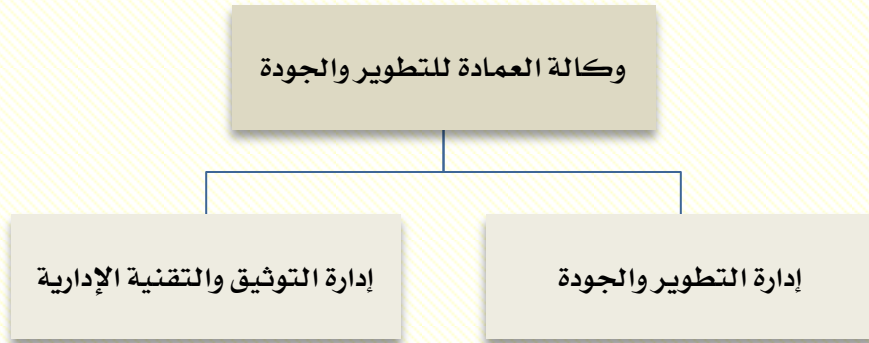 وكالة العمادة للتطوير والجودة
إدارة التطوير والجودة
إدارة التوثيق والتقنية الإدارية